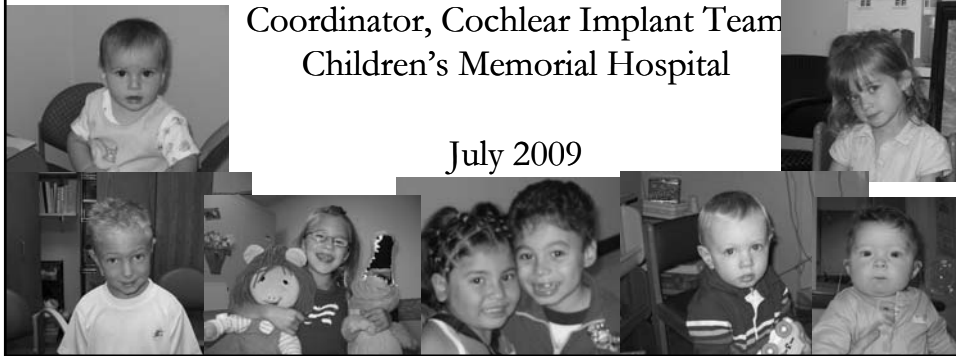 Coordinator, Cochlear Implant Team
Children's Memorial Hospital
July 2009